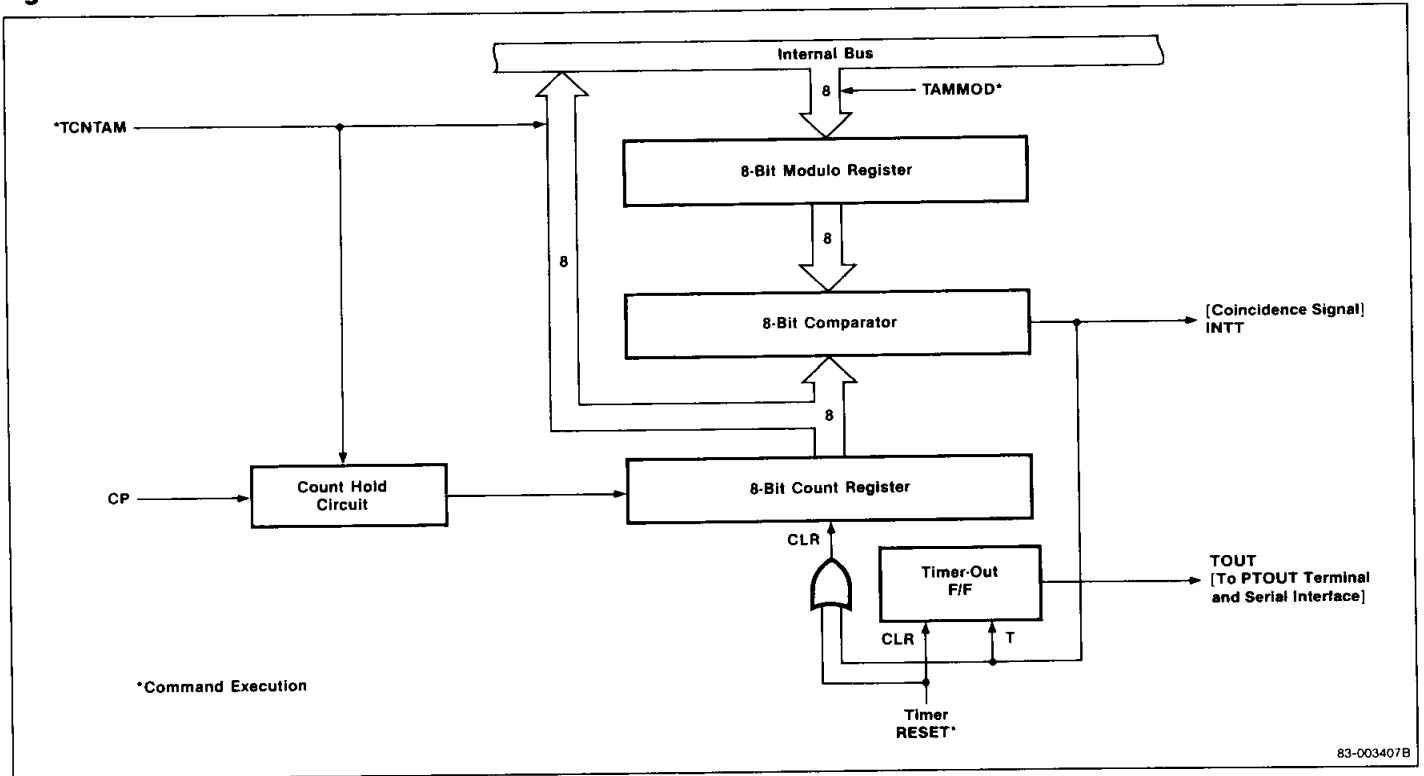 Internal Bus
8
TAMMOD*
*TCNTAM
8-Bit Modulo Register
8
8
8-Bit Comparator
[Coincidence Signal]
INTT
8
Count Hold
Circuit
CP
8-Bit Count Register
CLR
Timer-Out
F/F
TOUT
[To PTOUT Terminal
and Serial Interface]
CLR
T
*Command Execution
Timer
RESET*
83-003407B